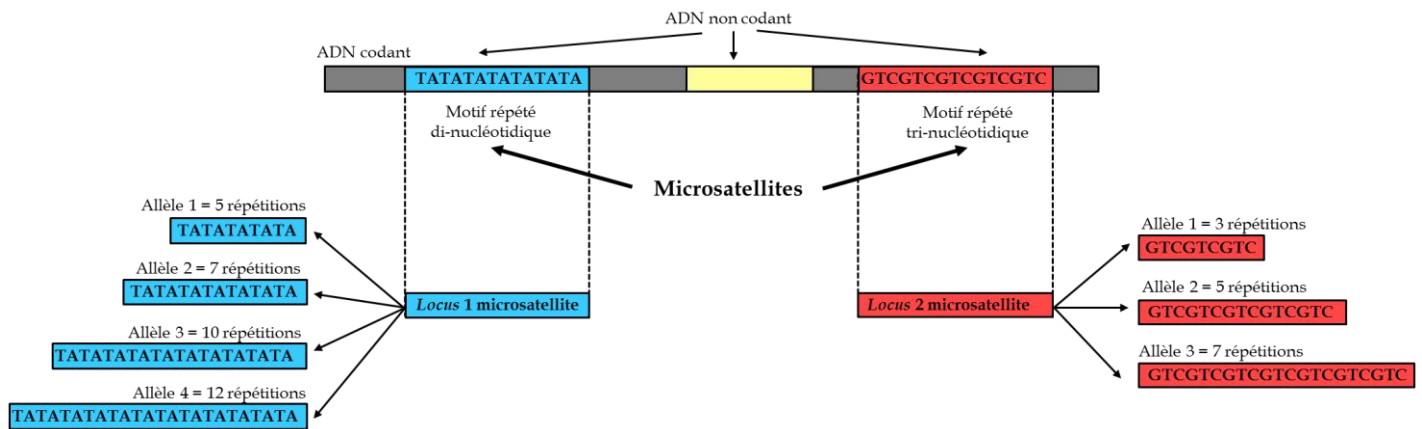 ADN non codant
ADN codant
TATATATATATATA
GTCGTCGTCGTCGTC
Motif répété
di-nucléotidique
Motif répété
tri-nucléotidique
Microsatellites
Allèle 1 = 5 répétitions
TATATATATA
Allèle 2 = 7 répétitions
TATATATATATATA
Allèle 3 = 10 répétitions
TATATATATATATATATATA
Allèle 4 = 12 répétitions
TATATATATATATATATATATATA
Locus 1 microsatellite
Locus 2 microsatellite
Allèle 1 = 3 répétitions
GTCGTCGTC
Allèle 2 = 5 répétitions
GTCGTCGTCGTCGTC
Allèle 3 = 7 répétitions
GTCGTCGTCGTCGTCGTCGTC